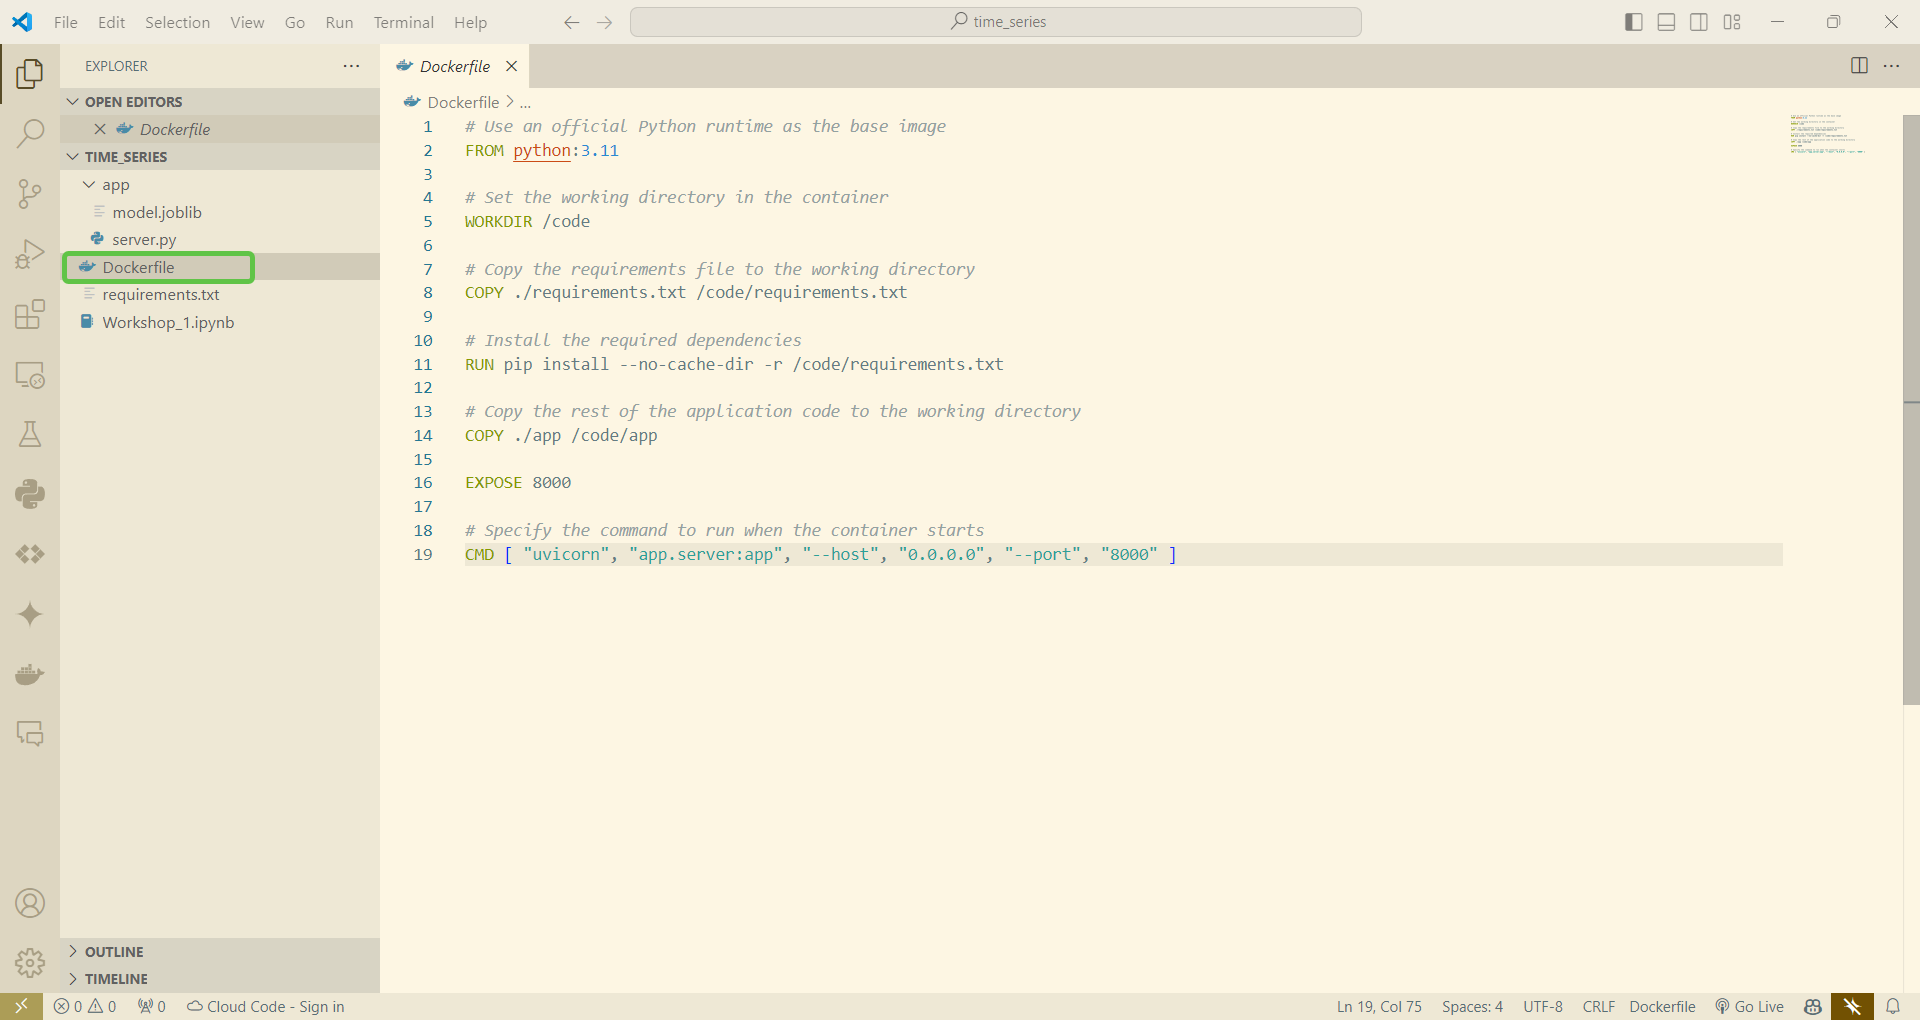 File Edit Selection View Go Run Terminal Help
time_series
EXPLORER
OPEN EDITORS
Dockerfile
TIME_SERIES
app
model.joblib
server.py
Dockerfile
requirements.txt
Workshop_1.ipynb
OUTLINE
TIMELINE
Dockerfile
Dockerfile > ...
1 # Use an official Python runtime as the base image
2 FROM python:3.11
3
4 # Set the working directory in the container
5 WORKDIR /code
6
7 # Copy the requirements file to the working directory
8 COPY ./requirements.txt /code/requirements.txt
9
10 # Install the required dependencies
11 RUN pip install --no-cache-dir -r /code/requirements.txt
12
13 # Copy the rest of the application code to the working directory
14 COPY ./app /code/app
15
16 EXPOSE 8000
17
18 # Specify the command to run when the container starts
19 CMD [ "uvicorn", "app.server:app", "--host", "0.0.0.0", "--port", "8000" ]
0 0 0 Cloud Code - Sign in Ln 19, Col 75 Spaces: 4 UTF-8 CRLF Dockerfile Go Live